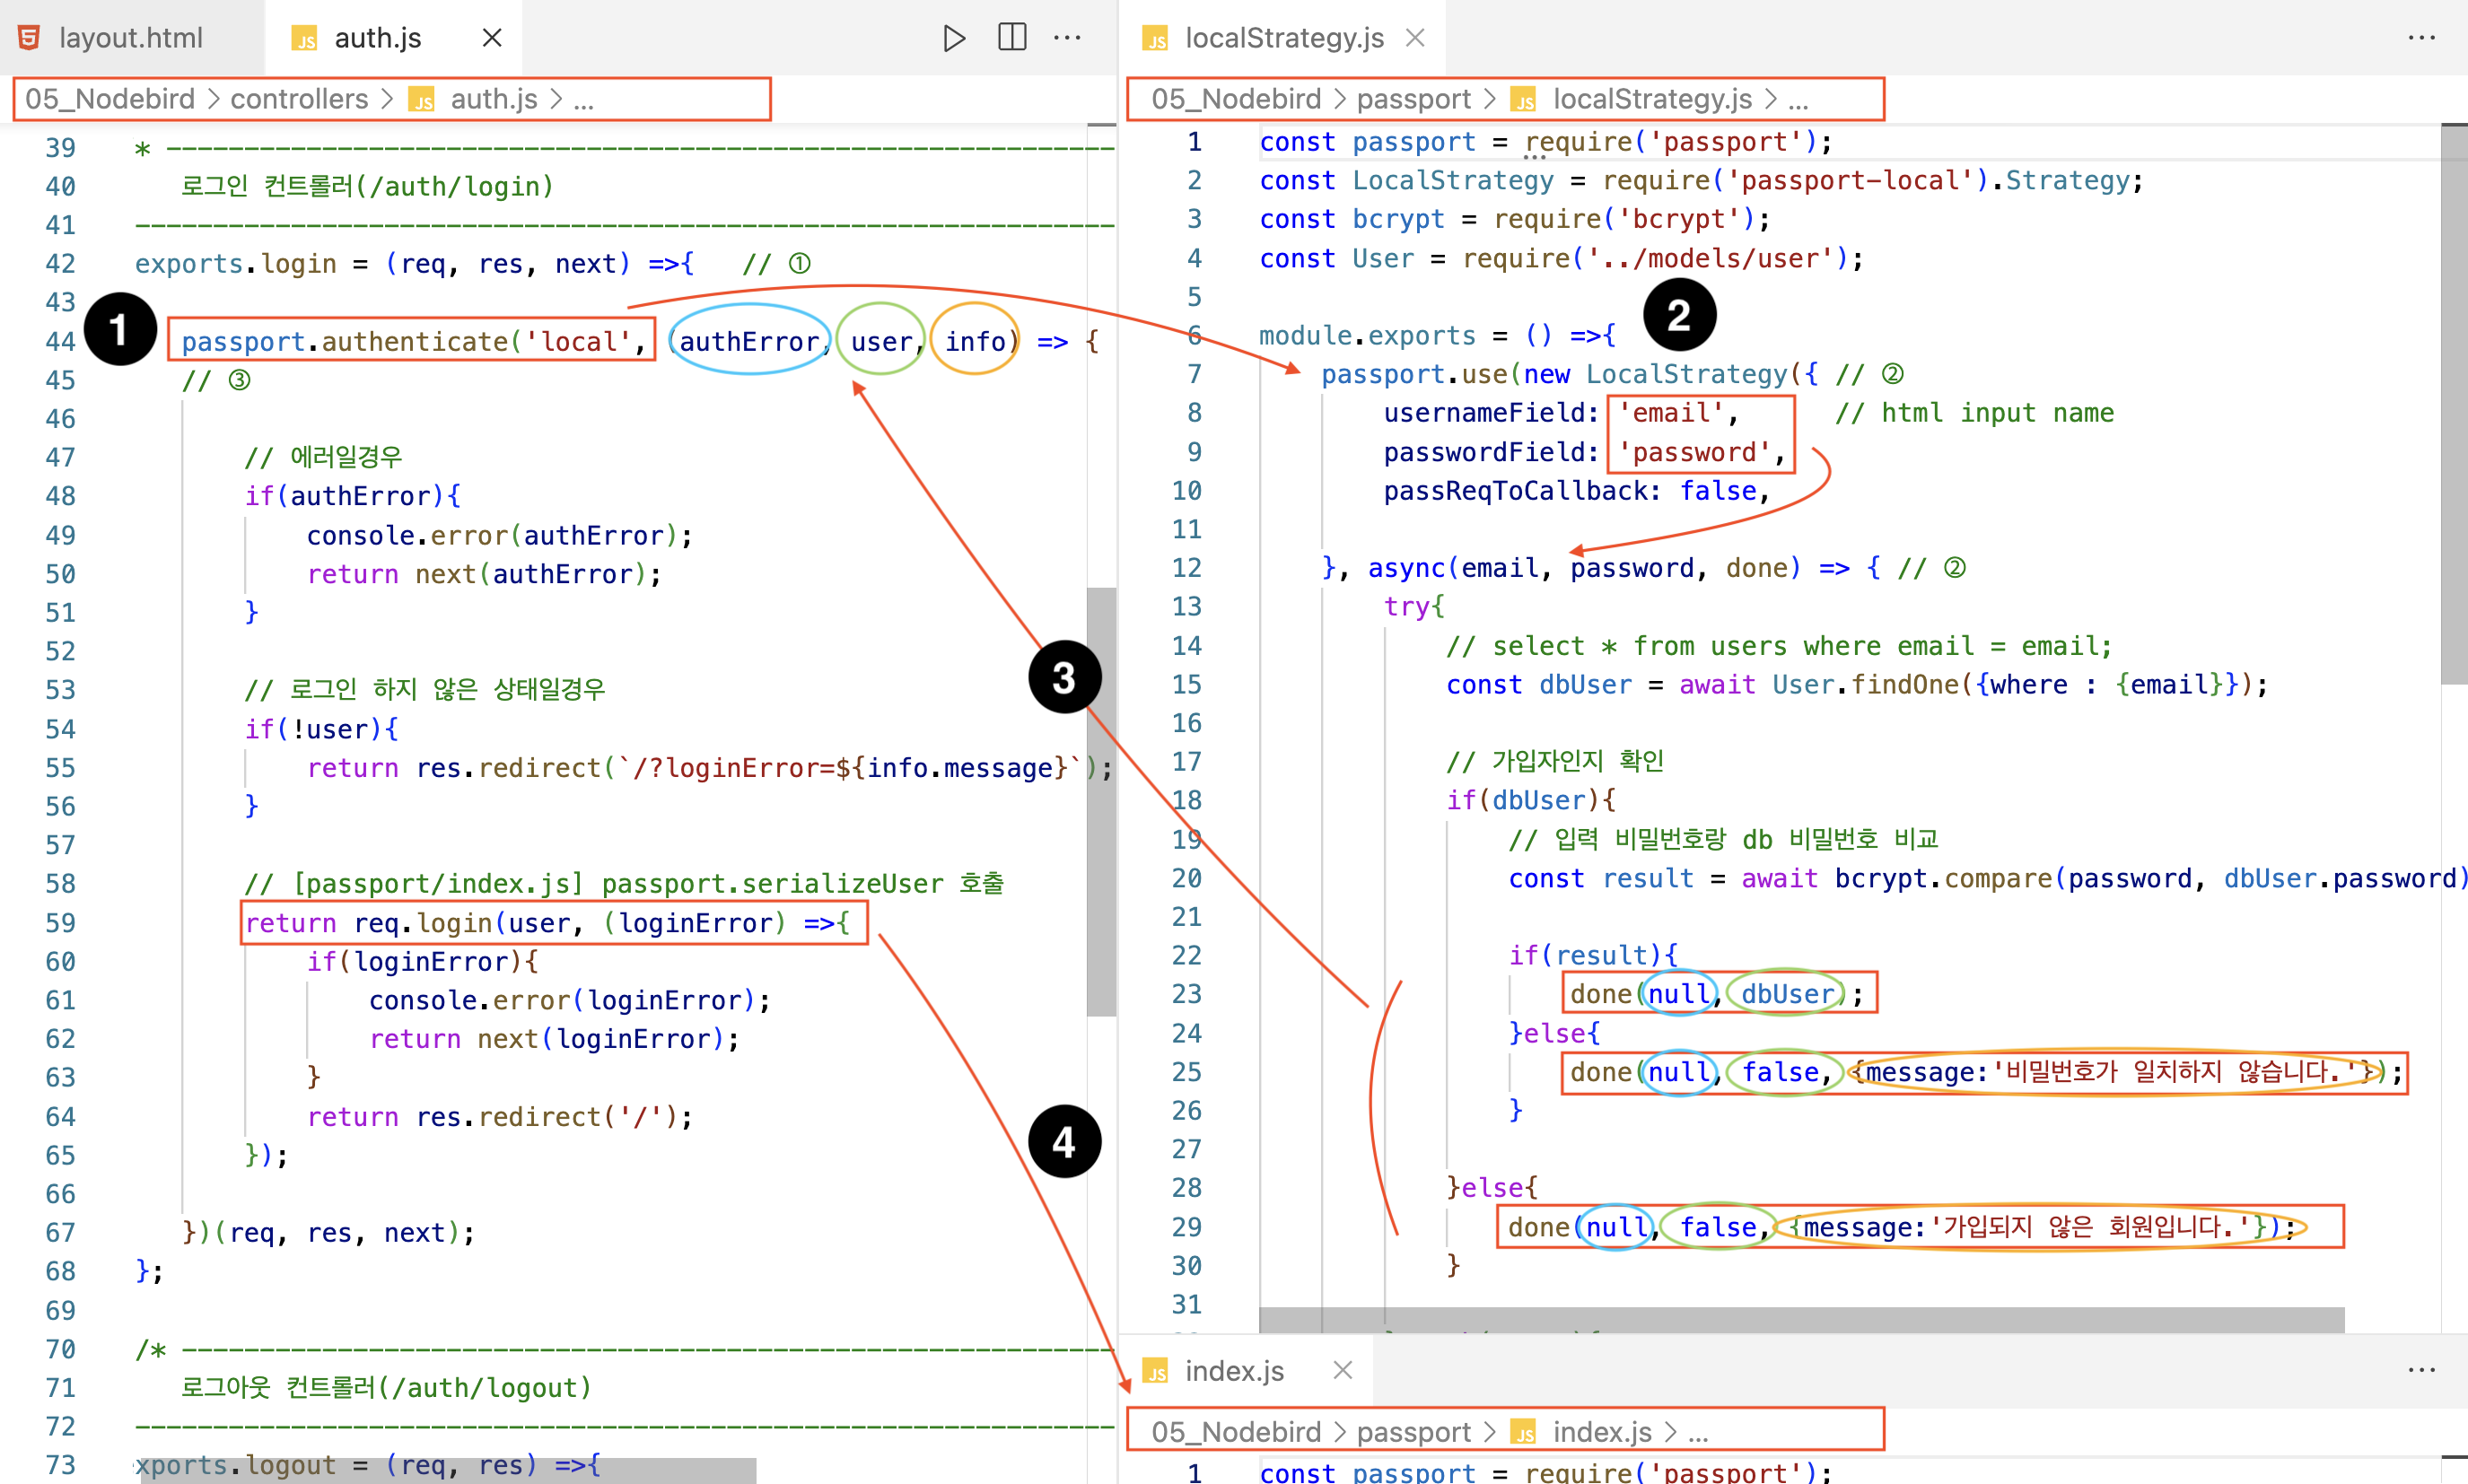 layout.html
auth.js
05_Nodebird > controllers > JS auth.js > ...
39 * ----------------------------------------------------------------
40 로그인 컨트롤러(/auth/login)
41 ----------------------------------------------------------------
42 exports.login = (req, res, next) =>{   // ①
43
1
44 passport.authenticate('local', (authError, user, info) => {
45 // ③
46
47 // 에러일경우
48 if(authError){
49 console.error(authError);
50 return next(authError);
51 }
52
53 // 로그인 하지 않은 상태일경우
54 if(!user){
55 return res.redirect(`/?loginError=${info.message}`);
56 }
57
58 // [passport/index.js] passport.serializeUser 호출
59 return req.login(user, (loginError) =>{
60 if(loginError){
61 console.error(loginError);
62 return next(loginError);
63 }
64 return res.redirect('/');
65 });
66
67 })(req, res, next);
68 };
69
70 /* ----------------------------------------------------------------
71 로그아웃 컨트롤러(/auth/logout)
72 ----------------------------------------------------------------
73 xports.logout = (req, res) =>{
3
4
JS localStrategy.js
05_Nodebird > passport > JS localStrategy.js > ...
1 const passport = require('passport');
2 const LocalStrategy = require('passport-local').Strategy;
3 const bcrypt = require('bcrypt');
4 const User = require('../models/user');
5
2
6 module.exports = () =>{
7 passport.use(new LocalStrategy({ // ②
8 usernameField: 'email',      // html input name
9 passwordField: 'password',
10 passReqToCallback: false,
11
12 }, async(email, password, done) => { // ②
13 try{
14 // select * from users where email = email;
15 const dbUser = await User.findOne({where : {email}});
16
17 // 가입자인지 확인
18 if(dbUser){
19 // 입력 비밀번호랑 db 비밀번호 비교
20 const result = await bcrypt.compare(password, dbUser.password)
21
22 if(result){
23 done(null, dbUser);
24 }else{
25 done(null, false, {message:'비밀번호가 일치하지 않습니다.'});
26 }
27
28 }else{
29 done(null, false, {message:'가입되지 않은 회원입니다.'});
30 }
31
JS index.js
05_Nodebird > passport > JS index.js > ...
1 const passport = require('passport');